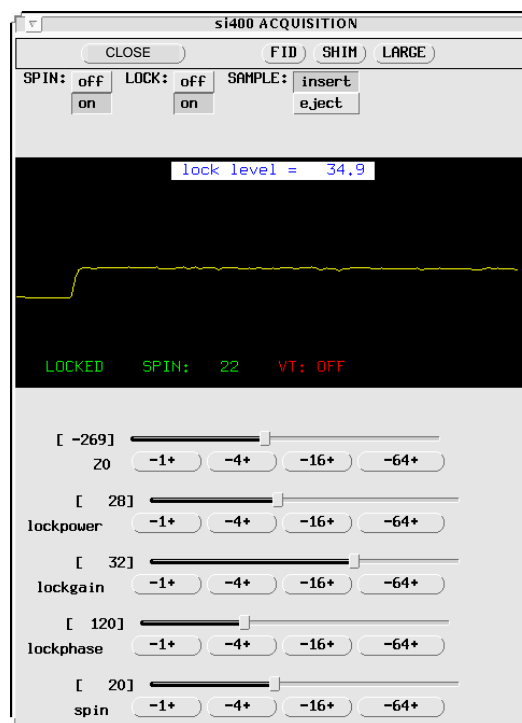 si400 ACQUISITION
CLOSE FID SHIM LARGE
SPIN: off LOCK: off SAMPLE: insert
on on eject
lock level = 34.9
LOCKED SPIN: 22 VT: OFF
[ -269]
Z0 -1+ -4+ -16+ -64+
[ 28]
lockpower -1+ -4+ -16+ -64+
[ 32]
lockgain -1+ -4+ -16+ -64+
[ 120]
lockphase -1+ -4+ -16+ -64+
[ 20]
spin -1+ -4+ -16+ -64+